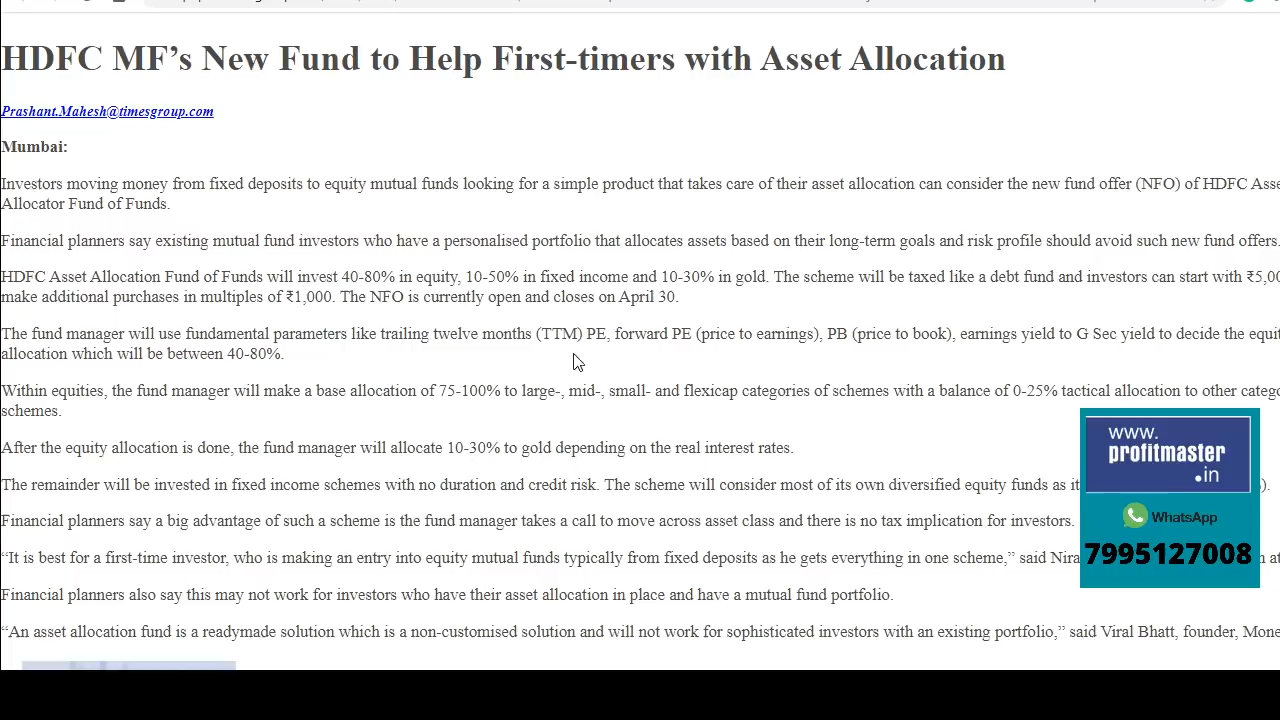 HDFC MF’s New Fund to Help First-timers with Asset Allocation
Prashant.Mahesh@timesgroup.com
Mumbai:
Investors moving money from fixed deposits to equity mutual funds looking for a simple product that takes care of their asset allocation can consider the new fund offer (NFO) of HDFC Asse
Allocator Fund of Funds.
Financial planners say existing mutual fund investors who have a personalised portfolio that allocates assets based on their long-term goals and risk profile should avoid such new fund offers.
HDFC Asset Allocation Fund of Funds will invest 40-80% in equity, 10-50% in fixed income and 10-30% in gold. The scheme will be taxed like a debt fund and investors can start with ₹5,00
make additional purchases in multiples of ₹1,000. The NFO is currently open and closes on April 30.
The fund manager will use fundamental parameters like trailing twelve months (TTM) PE, forward PE (price to earnings), PB (price to book), earnings yield to G Sec yield to decide the equit
allocation which will be between 40-80%.
Within equities, the fund manager will make a base allocation of 75-100% to large-, mid-, small- and flexicap categories of schemes with a balance of 0-25% tactical allocation to other catego
schemes.
After the equity allocation is done, the fund manager will allocate 10-30% to gold depending on the real interest rates.
The remainder will be invested in fixed income schemes with no duration and credit risk. The scheme will consider most of its own diversified equity funds as it ).
Financial planners say a big advantage of such a scheme is the fund manager takes a call to move across asset class and there is no tax implication for investors.
“It is best for a first-time investor, who is making an entry into equity mutual funds typically from fixed deposits as he gets everything in one scheme,” said Nira at
Financial planners also say this may not work for investors who have their asset allocation in place and have a mutual fund portfolio.
“An asset allocation fund is a readymade solution which is a non-customised solution and will not work for sophisticated investors with an existing portfolio,” said Viral Bhatt, founder, Mone
www.
profitmaster
.in
WhatsApp
7995127008